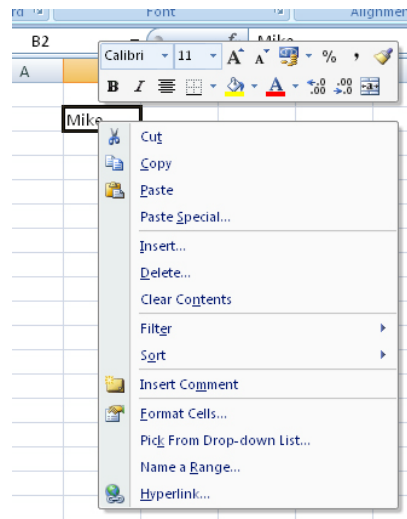 Font
B2
Mike
Calibri 11 A A % ,
B I A .00 .00 a
A
Mike
Cut
Copy
Paste
Paste Special...
Insert...
Delete...
Clear Contents
Filter
Sort
Insert Comment
Format Cells...
Pick From Drop-down List...
Name a Range...
Hyperlink...